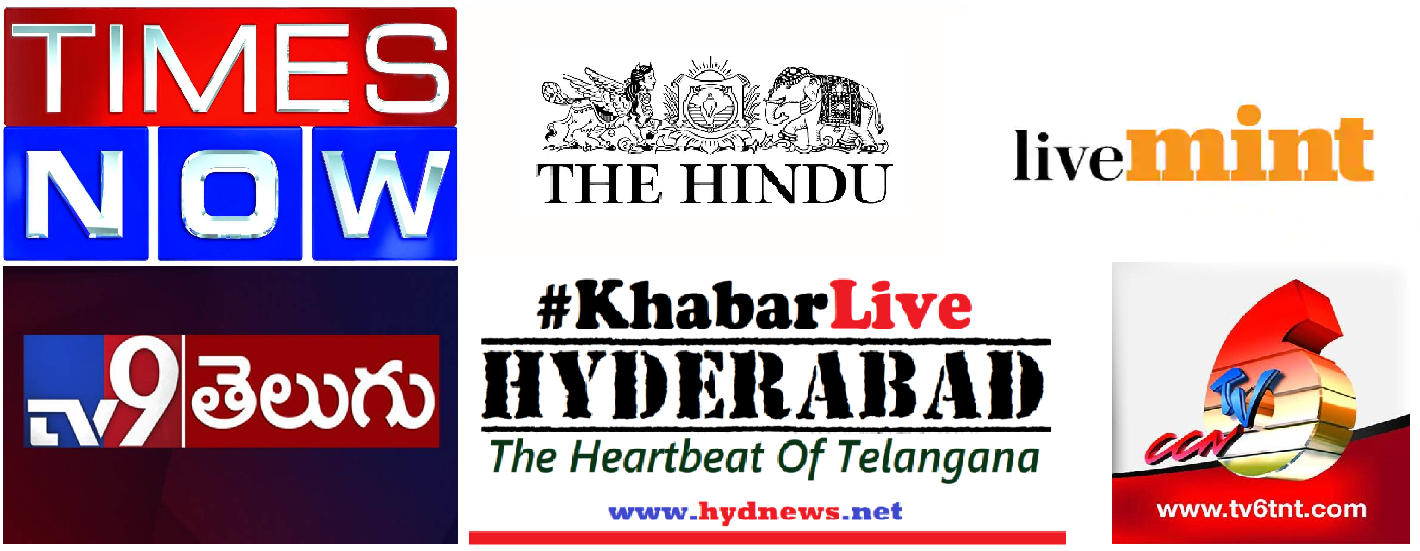 TIMES
NOW
THE HINDU
livemint
TV9 తెలుగు
#KhabarLive
HYDERABAD
The Heartbeat Of Telangana
www.hydnews.net
6
TV
CCN
www.tv6tnt.com